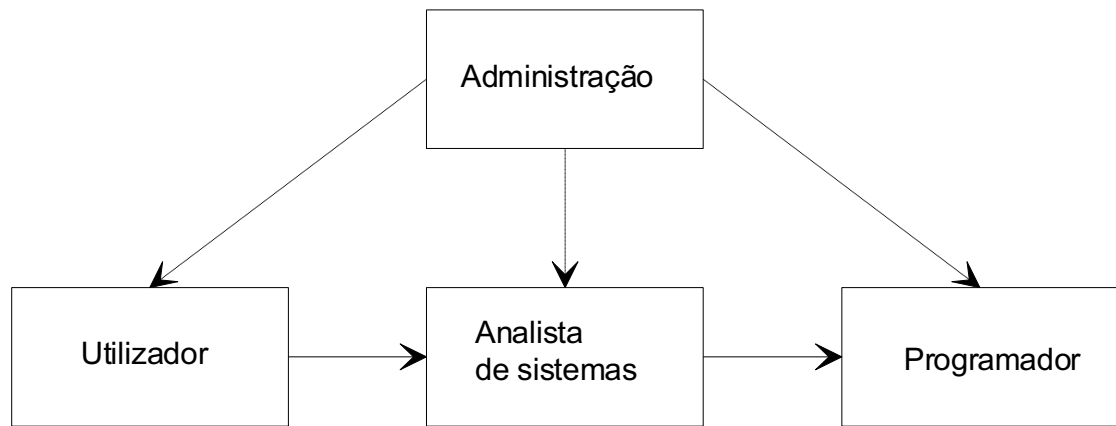 Administração
Utilizador
Analista
de sistemas
Programador